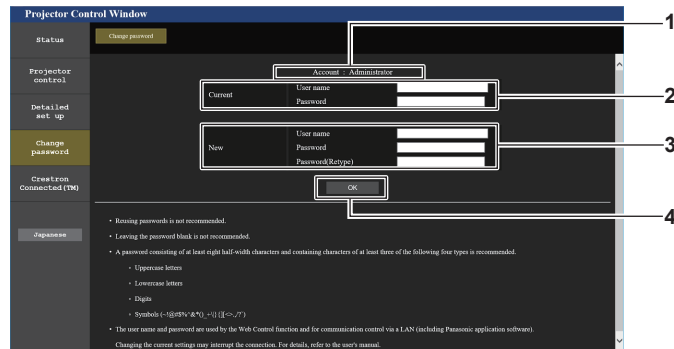 Projector Control Window
Status
Projector
control
Detailed
set up
Change
password
Crestron
Connected(TM)
Japanese
Change password
Account : Administrator
Current
User name
Password
New
User name
Password
Password(Retype)
OK
• Reusing passwords is not recommended.
• Leaving the password blank is not recommended.
• A password consisting of at least eight half-width characters and containing characters of at least three of the following four types is recommended.
◦ Uppercase letters
◦ Lowercase letters
◦ Digits
◦ Symbols (~!@#$%^&*()_+\{}|[]<>.,/?`)
• The user name and password are used by the Web Control function and for communication control via a LAN (including Panasonic application software).
Changing the current settings may interrupt the connection. For details, refer to the user's manual.
1
2
3
4